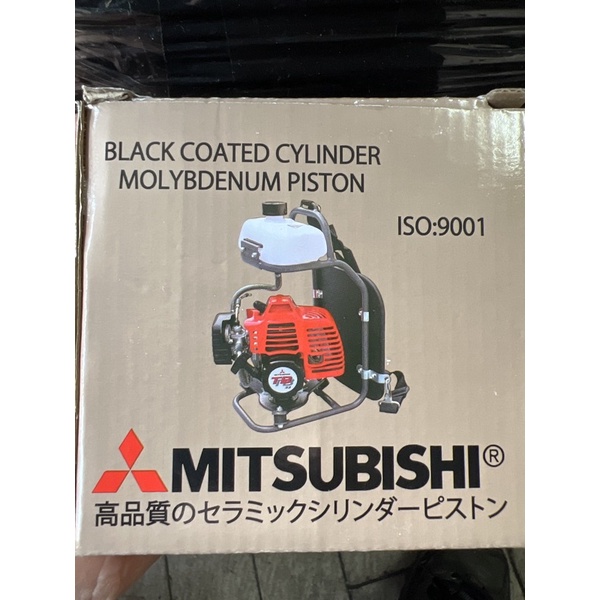 BLACK COATED CYLINDER
MOLYBDENUM PISTON
ISO:9001
MITSUBISHI®
高品質のセラミックシリンダーピストン